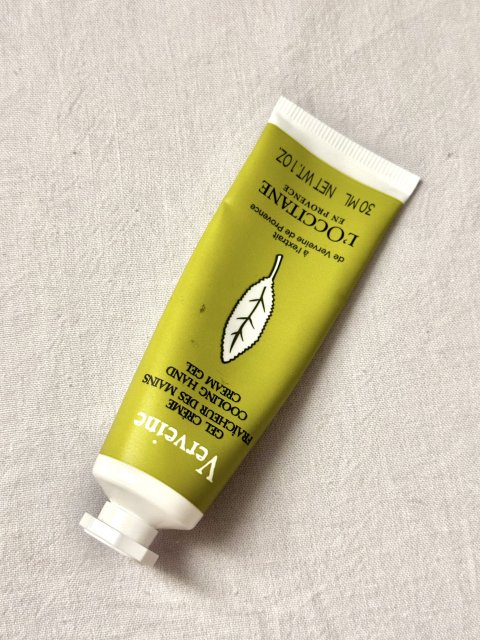 Verveine
GEL CRÈME
FRAÎCHEUR DES MAINS
COOLING HAND
CREAM GEL
à l'extrait
de Verveine de Provence
L'OCCITANE
EN PROVENCE
30 ML NET WT. 1 OZ.